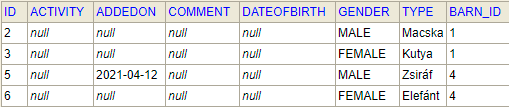 ID ACTIVITY ADDEDON COMMENT DATEOFBIRTH GENDER TYPE BARN_ID
2 null null null null MALE Macska 1
3 null null null null FEMALE Kutya 1
5 null 2021-04-12 null null MALE Zsiráf 4
6 null null null null FEMALE Elefánt 4